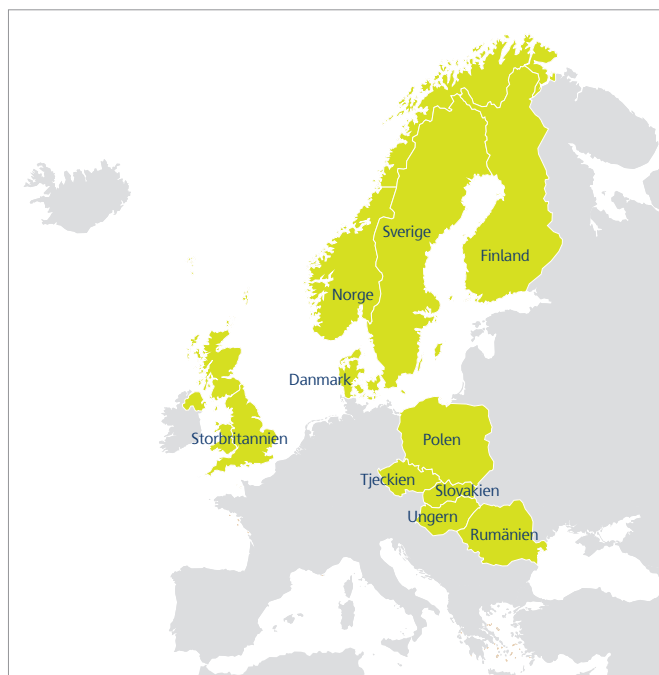 Sverige
Finland
Norge
Danmark
Storbritannien
Polen
Tjeckien
Slovakien
Ungern
Rumänien